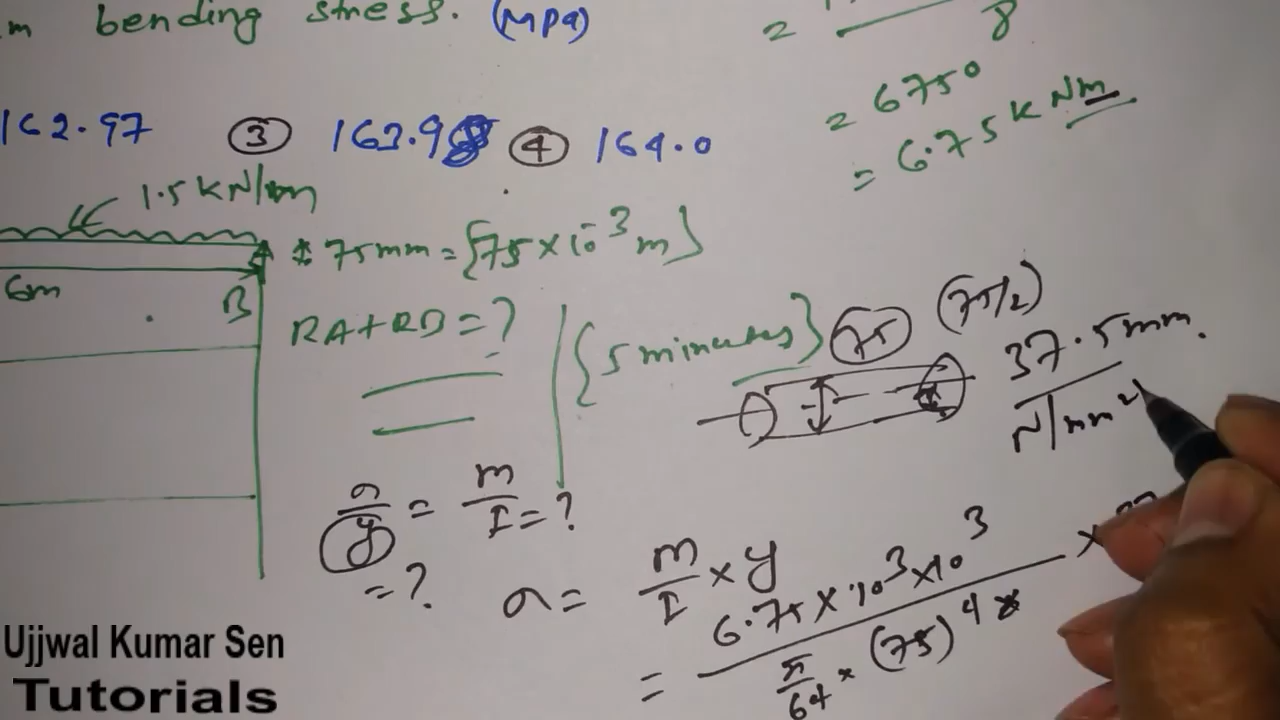 m bending stress. (MPa)
162.97 ③ 163.98 ④ 164.0
= 8
= 6750
= 6.75 KNm
1.5 KN/m
75mm = {75 × 10^-3 m}
6m
B
RA+RB = ?
{5 minutes}
75 (75/2)
37.5mm.
N/mm²
σ/y = m/I = ?
= ?
σ = m/I × y
= 6.75 × 10³ × 10³ / π/64 × (75)⁴ ×
Ujjwal Kumar Sen
Tutorials